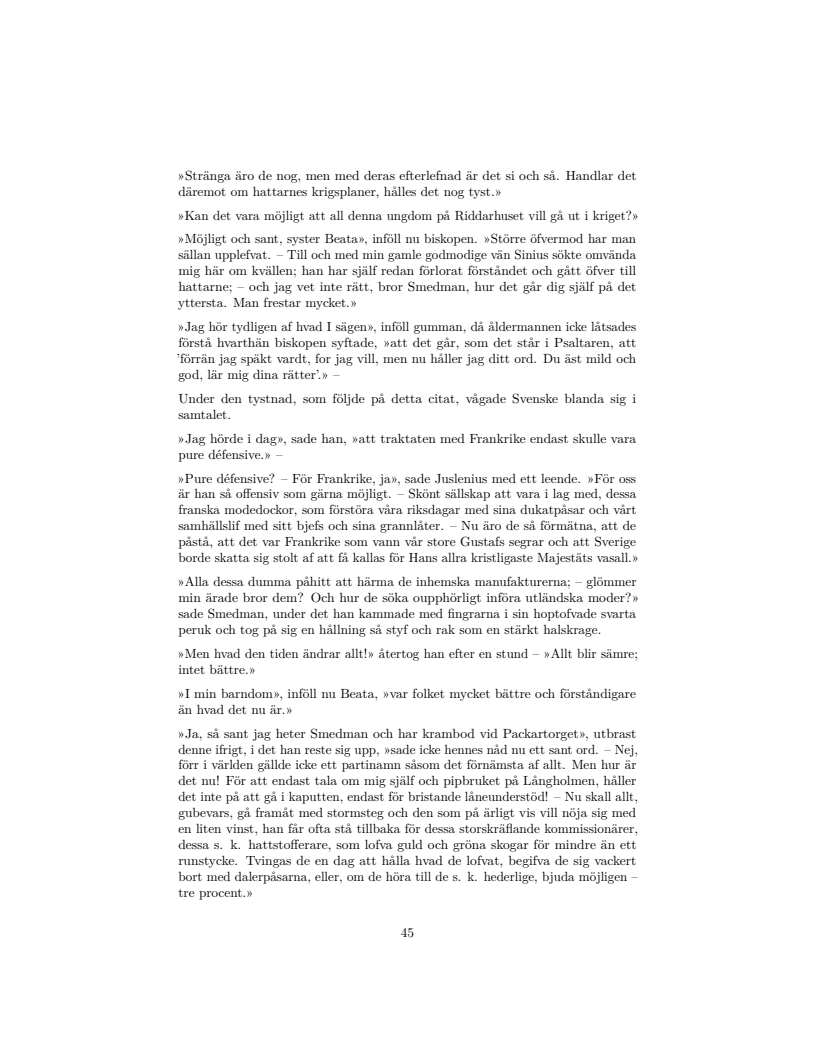 »Stränga äro de nog, men med deras efterlefnad är det si och så. Handlar det
däremot om hattarnes krigsplaner, hålles det nog tyst.»
»Kan det vara möjligt att all denna ungdom på Riddarhuset vill gå ut i kriget?»
»Möjligt och sant, syster Beata», inföll nu biskopen. »Större öfvermod har man
sällan upplefvat. – Till och med min gamle godmodige vän Sinius sökte omvända
mig här om kvällen; han har själf redan förlorat förståndet och gått öfver till
hattarne; – och jag vet inte rätt, bror Smedman, hur det går dig själf på det
yttersta. Man frestar mycket.»
»Jag hör tydligen af hvad I sägen», inföll gumman, då åldermannen icke låtsades
förstå hvarthän biskopen syftade, »att det går, som det står i Psaltaren, att
’förrän jag späkt vardt, for jag vill, men nu håller jag ditt ord. Du äst mild och
god, lär mig dina rätter’.» –
Under den tystnad, som följde på detta citat, vågade Svenske blanda sig i
samtalet.
»Jag hörde i dag», sade han, »att traktaten med Frankrike endast skulle vara
pure défensive.» –
»Pure défensive? – För Frankrike, ja», sade Juslenius med ett leende. »För oss
är han så offensiv som gärna möjligt. – Skönt sällskap att vara i lag med, dessa
franska modedockor, som förstöra våra riksdagar med sina dukatpåsar och vårt
samhällslif med sitt bjefs och sina grannlåter. – Nu äro de så förmätna, att de
påstå, att det var Frankrike som vann vår store Gustafs segrar och att Sverige
borde skatta sig stolt af att få kallas för Hans allra kristligaste Majestäts vasall.»
»Alla dessa dumma påhitt att härma de inhemska manufakturerna; – glömmer
min ärade bror dem? Och hur de söka oupphörligt införa utländska moder?»
sade Smedman, under det han kammade med fingrarna i sin hoptofvade svarta
peruk och tog på sig en hållning så styf och rak som en stärkt halskrage.
»Men hvad den tiden ändrar allt!» återtog han efter en stund – »Allt blir sämre;
intet bättre.»
»I min barndom», inföll nu Beata, »var folket mycket bättre och förståndigare
än hvad det nu är.»
»Ja, så sant jag heter Smedman och har krambod vid Packartorget», utbrast
denne ifrigt, i det han reste sig upp, »sade icke hennes nåd nu ett sant ord. – Nej,
förr i världen gällde icke ett partinamn såsom det förnämsta af allt. Men hur är
det nu! För att endast tala om mig själf och pipbruket på Långholmen, håller
det inte på att gå i kaputten, endast för bristande låneunderstöd! – Nu skall allt,
gubevars, gå framåt med stormsteg och den som på ärligt vis vill nöja sig med
en liten vinst, han får ofta stå tillbaka för dessa storskräflande kommissionärer,
dessa s. k. hattstofferare, som lofva guld och gröna skogar för mindre än ett
runstycke. Tvingas de en dag att hålla hvad de lofvat, begifva de sig vackert
bort med dalerpåsarna, eller, om de höra till de s. k. hederlige, bjuda möjligen –
tre procent.»
45